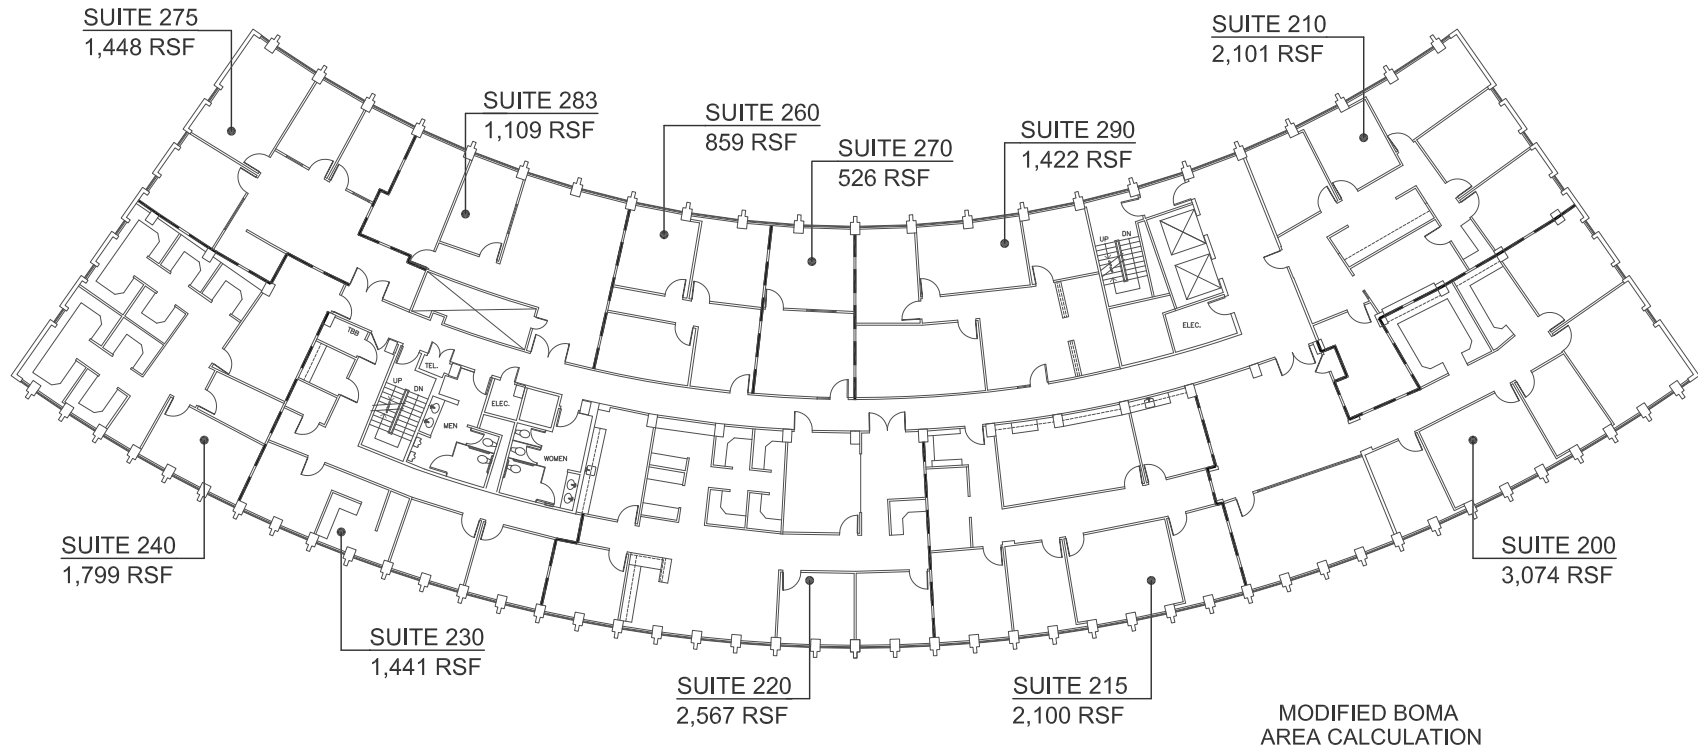 SUITE 275
1,448 RSF
SUITE 210
2,101 RSF
SUITE 283
1,109 RSF
SUITE 260
859 RSF
SUITE 290
1,422 RSF
SUITE 270
526 RSF
UP DN
ELEC.
TBB
TEL.
UP DN
ELEC.
MEN
WOMEN
SUITE 240
1,799 RSF
SUITE 200
3,074 RSF
SUITE 230
1,441 RSF
SUITE 220
2,567 RSF
SUITE 215
2,100 RSF
MODIFIED BOMA
AREA CALCULATION